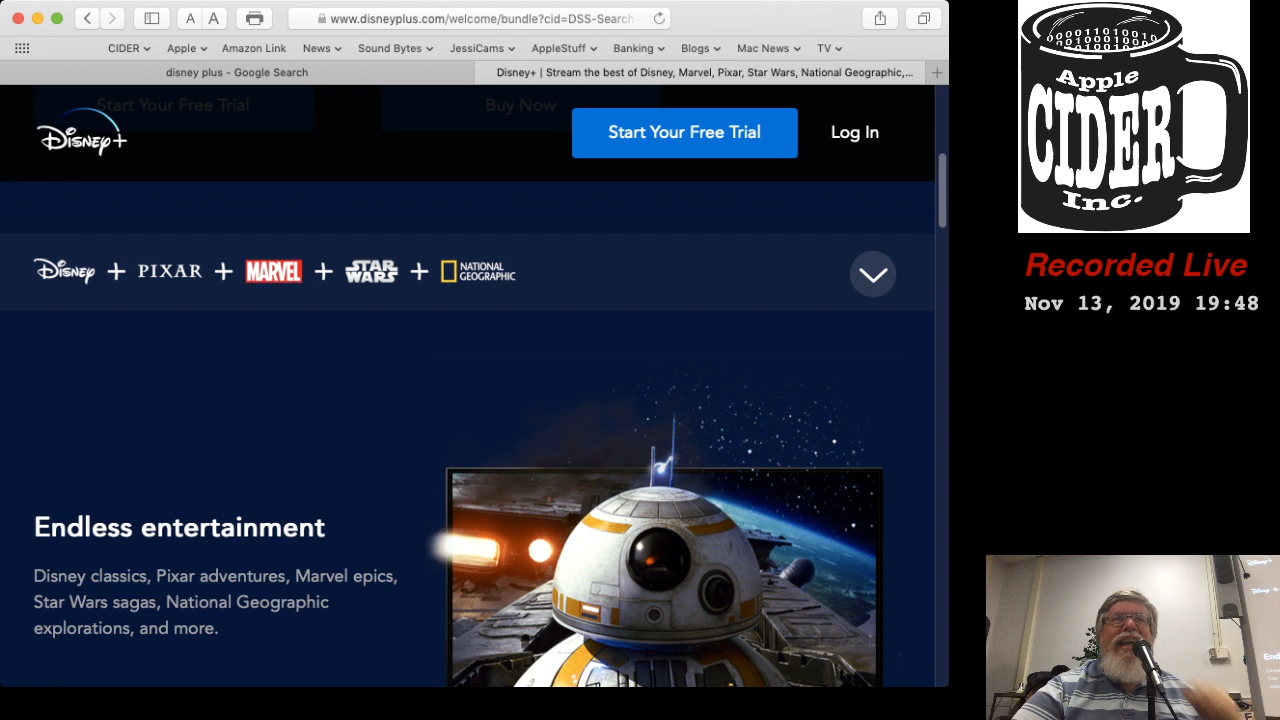 www.disneyplus.com/welcome/bundle?cid=DSS-Search-
A A
CIDER Apple Amazon Link News Sound Bytes JessiCams AppleStuff Banking Blogs Mac News TV
disney plus - Google Search
Disney+ | Stream the best of Disney, Marvel, Pixar, Star Wars, National Geographic,...
Start Your Free Trial
Buy Now
Disney+
Start Your Free Trial
Log In
Disney + PIXAR + MARVEL + STAR WARS + NATIONAL GEOGRAPHIC
Endless entertainment
Disney classics, Pixar adventures, Marvel epics,
Star Wars sagas, National Geographic
explorations, and more.
Apple
CIDER
Inc.
Recorded Live
Nov 13, 2019 19:48